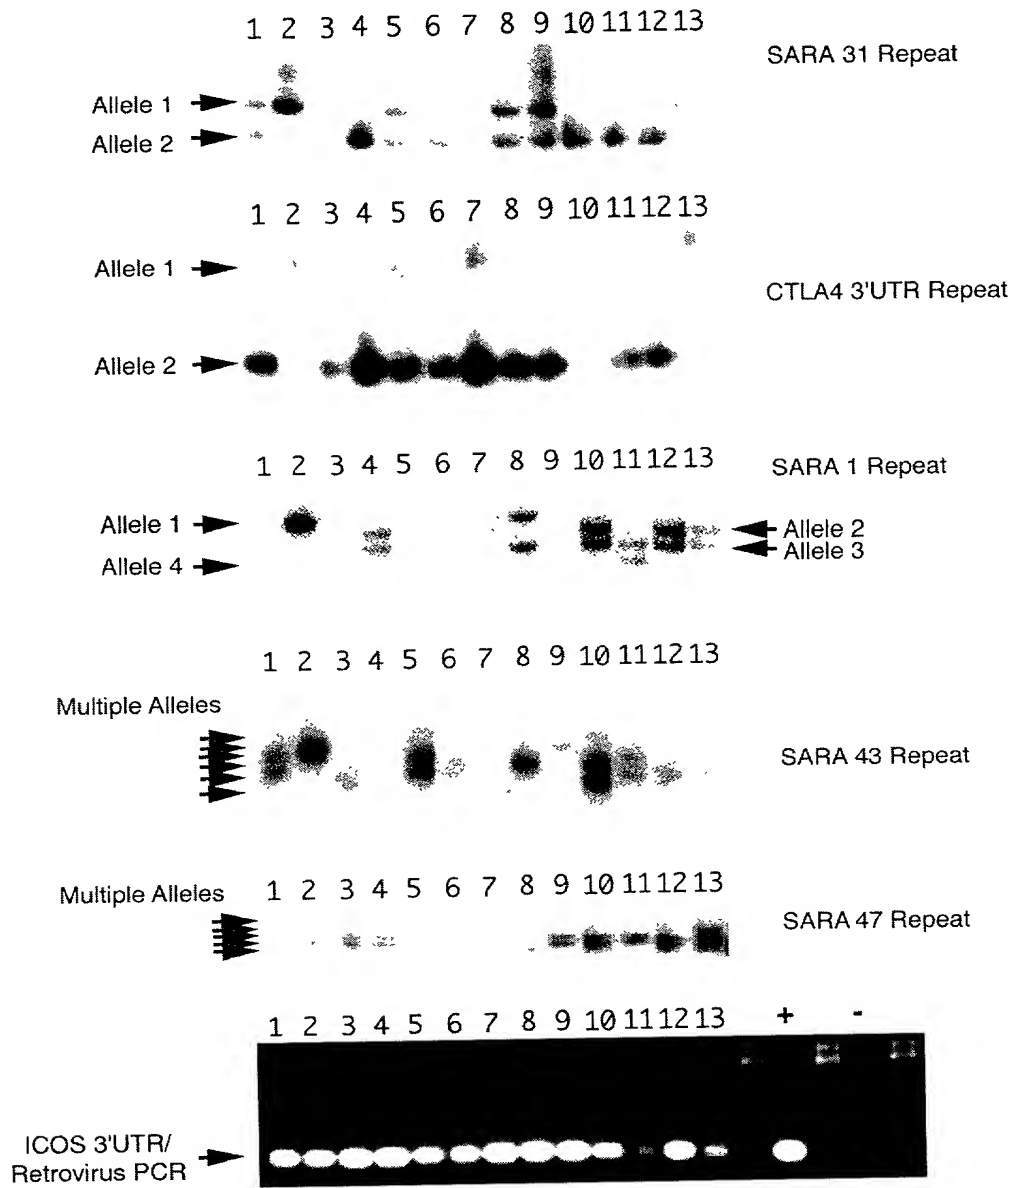 1 2 3 4 5 6 7 8 9 10 11 12 13
SARA 31 Repeat
Allele 1
Allele 2
1 2 3 4 5 6 7 8 9 10 11 12 13
Allele 1
CTLA4 3'UTR Repeat
Allele 2
1 2 3 4 5 6 7 8 9 10 11 12 13
SARA 1 Repeat
Allele 1
Allele 2
Allele 3
Allele 4
1 2 3 4 5 6 7 8 9 10 11 12 13
Multiple Alleles
SARA 43 Repeat
Multiple Alleles
1 2 3 4 5 6 7 8 9 10 11 12 13
SARA 47 Repeat
1 2 3 4 5 6 7 8 9 10 11 12 13 + -
ICOS 3'UTR/
Retrovirus PCR